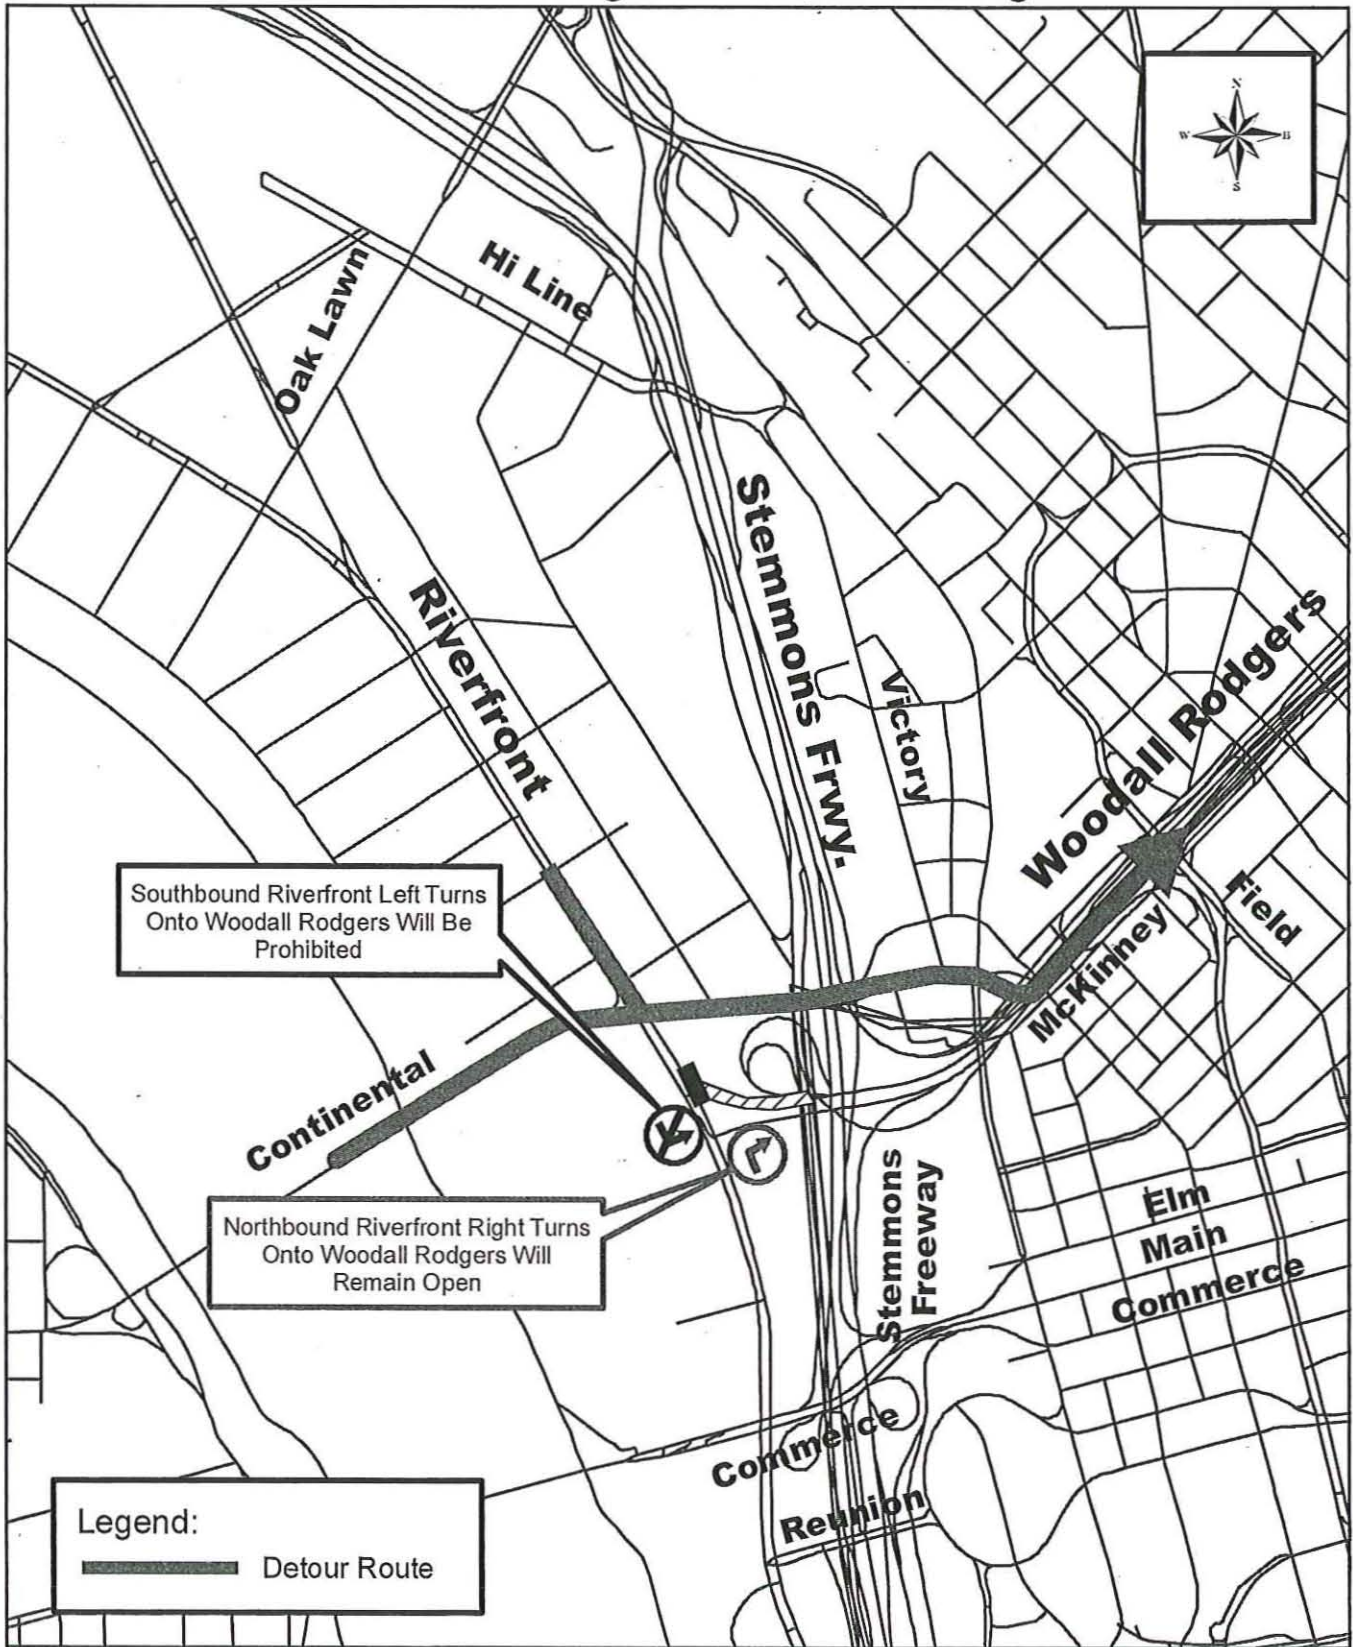 N
W
B
S
Hi Line
Oak Lawn
Stemmons Frwy.
Riverfront
Victory
Woodall Rodgers
Southbound Riverfront Left Turns
Onto Woodall Rodgers Will Be
Prohibited
Field
McKinney
Continental
Northbound Riverfront Right Turns
Onto Woodall Rodgers Will
Remain Open
Stemmons
Freeway
Elm
Main
Commerce
Commerce
Reunion
Legend:
Detour Route